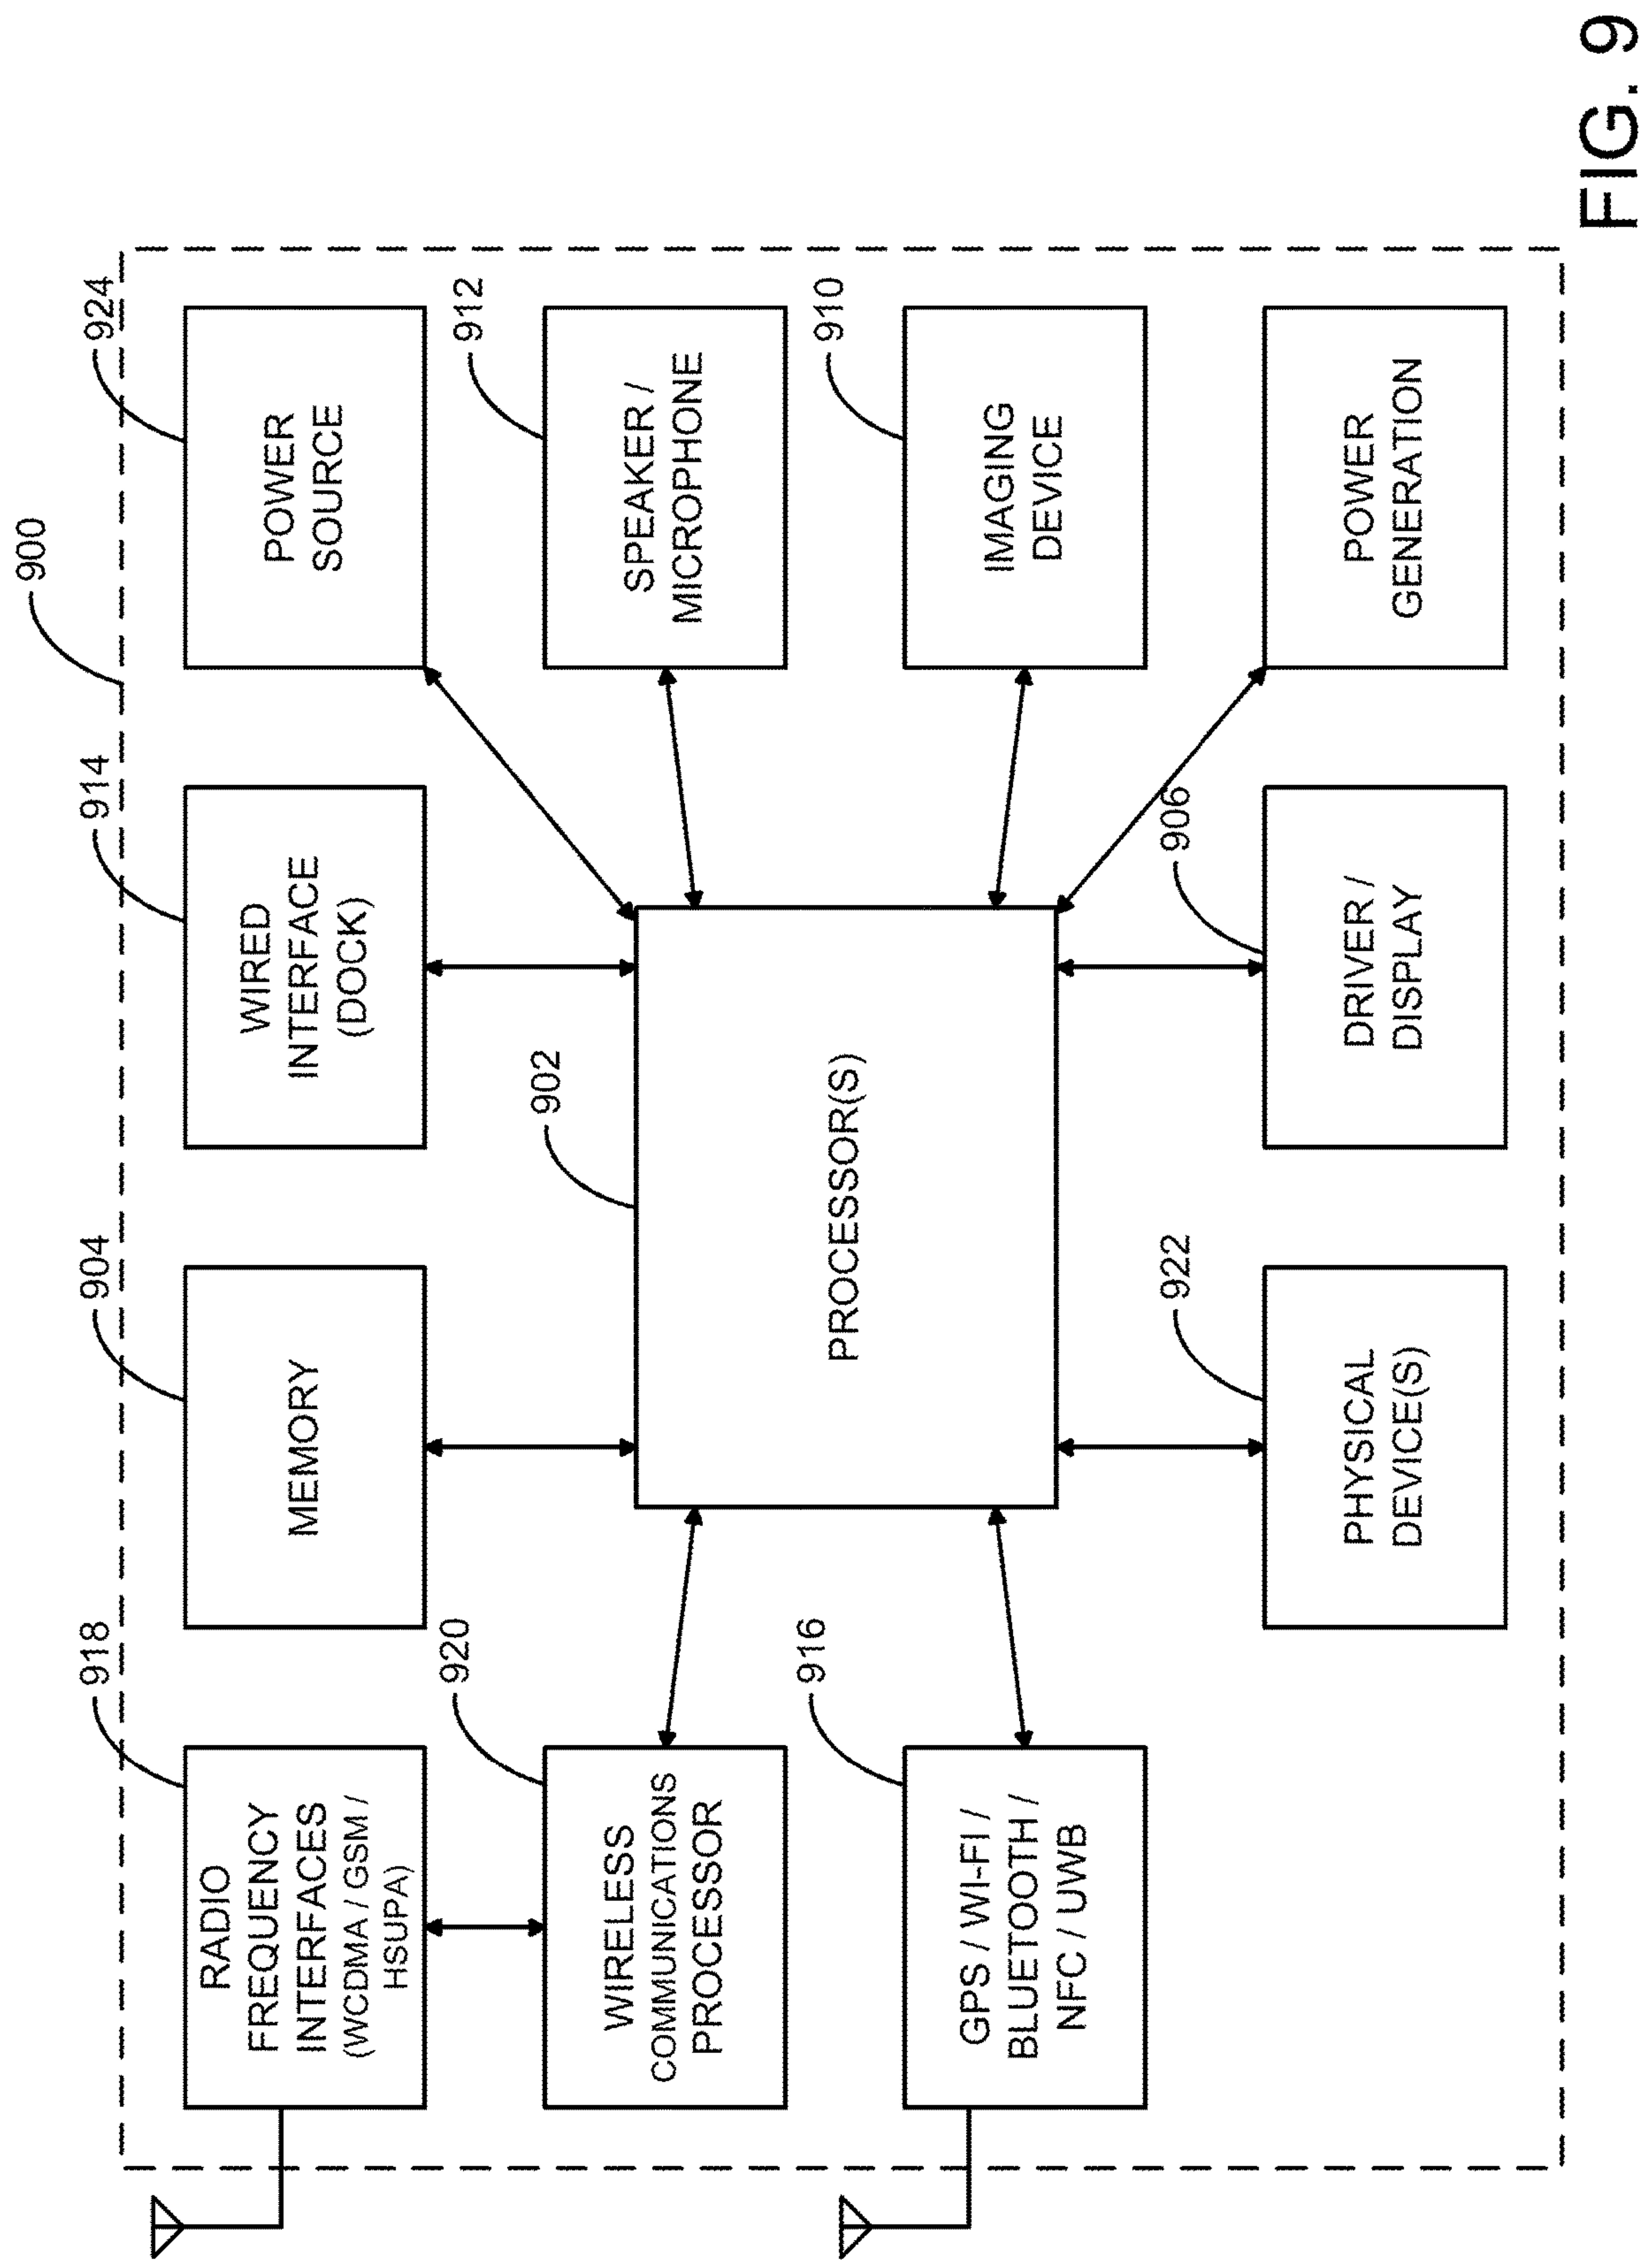 900
918
904
914
924
RADIO
FREQUENCY
INTERFACES
(WCDMA / GSM /
HSUPA)
MEMORY
WIRED
INTERFACE
(DOCK)
POWER
SOURCE
920
902
912
WIRELESS
COMMUNICATIONS
PROCESSOR
PROCESSOR(S)
SPEAKER /
MICROPHONE
916
910
GPS / WI-FI /
BLUETOOTH /
NFC / UWB
IMAGING
DEVICE
922
906
PHYSICAL
DEVICE(S)
DRIVER /
DISPLAY
POWER
GENERATION
FIG. 9